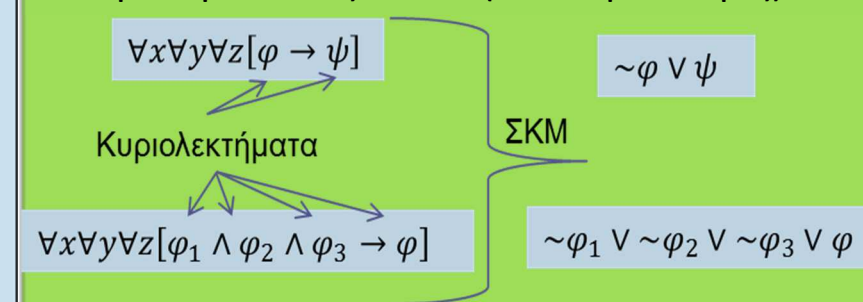 ∀x∀y∀z[φ → ψ]
~φ ∨ ψ
Κυριολεκτήματα
ΣΚΜ
∀x∀y∀z[φ₁ ∧ φ₂ ∧ φ₃ → φ]
~φ₁ ∨ ~φ₂ ∨ ~φ₃ ∨ φ